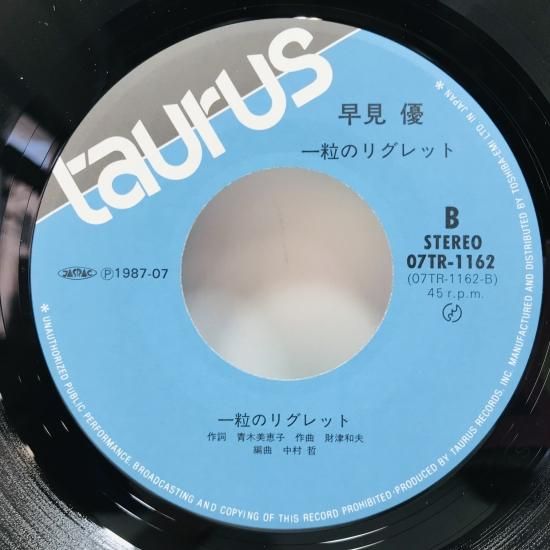 taurus
早見 優
一粒のリグレット
B
STEREO
07TR-1162
(07TR-1162-B)
45 r.p.m.
JASRAC ℗1987-07
一粒のリグレット
作詞 青木美恵子 作曲 財津和夫
編曲 中村 哲
* UNAUTHORIZED PUBLIC PERFORMANCE, BROADCASTING AND COPYING OF THIS RECORD PROHIBITED・PRODUCED BY TAURUS RECORDS, INC. MANUFACTURED AND DISTRIBUTED BY TOSHIBA-EMI LTD IN JAPAN *